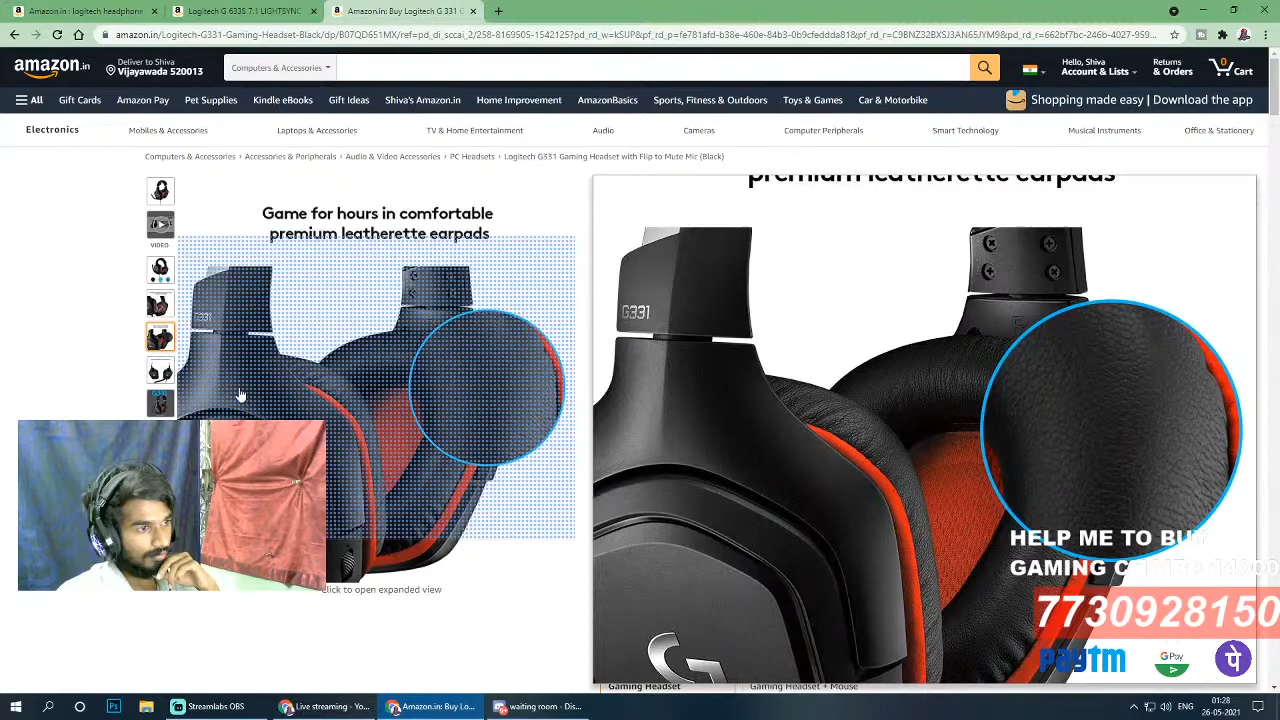 Amazon.in: logitech headphone
Logitech G 633S 7.1 LIGHTSYNC
Amazon.in: Buy Logitech G331 G
amazon.in/Logitech-G331-Gaming-Headset-Black/dp/B07QD651MX/ref=pd_di_sccai_2/258-8169505-1542125?pd_rd_w=kSlJP&pf_rd_p=fe781afd-b38e-460e-84b3-0b9cfeddda81&pf_rd_r=C9BNZ32BXSJ3AN65JYM9&pd_rd_r=662bf7bc-246b-4027-959...
amazon.in
Deliver to Shiva
Vijayawada 520013
Computers & Accessories
Hello, Shiva
Account & Lists
Returns
& Orders
0
Cart
All
Gift Cards
Amazon Pay
Pet Supplies
Kindle eBooks
Gift Ideas
Shiva's Amazon.in
Home Improvement
AmazonBasics
Sports, Fitness & Outdoors
Toys & Games
Car & Motorbike
Shopping made easy | Download the app
Electronics
Mobiles & Accessories
Laptops & Accessories
TV & Home Entertainment
Audio
Cameras
Computer Peripherals
Smart Technology
Musical Instruments
Office & Stationery
Computers & Accessories › Accessories & Peripherals › Audio & Video Accessories › PC Headsets › Logitech G331 Gaming Headset with Flip to Mute Mic (Black)
VIDEO
Game for hours in comfortable
premium leatherette earpads
G331
Click to open expanded view
premium leatherette earpads
G331
R
G
HELP ME TO BUY
GAMING
7730928150
paytm
G Pay
पे
Gaming Headset
Gaming Headset + Mouse
Ps
Streamlabs OBS
Live streaming - Yo...
Amazon.in: Buy Lo...
waiting room - Dis...
ENG
01:28
26-05-2021